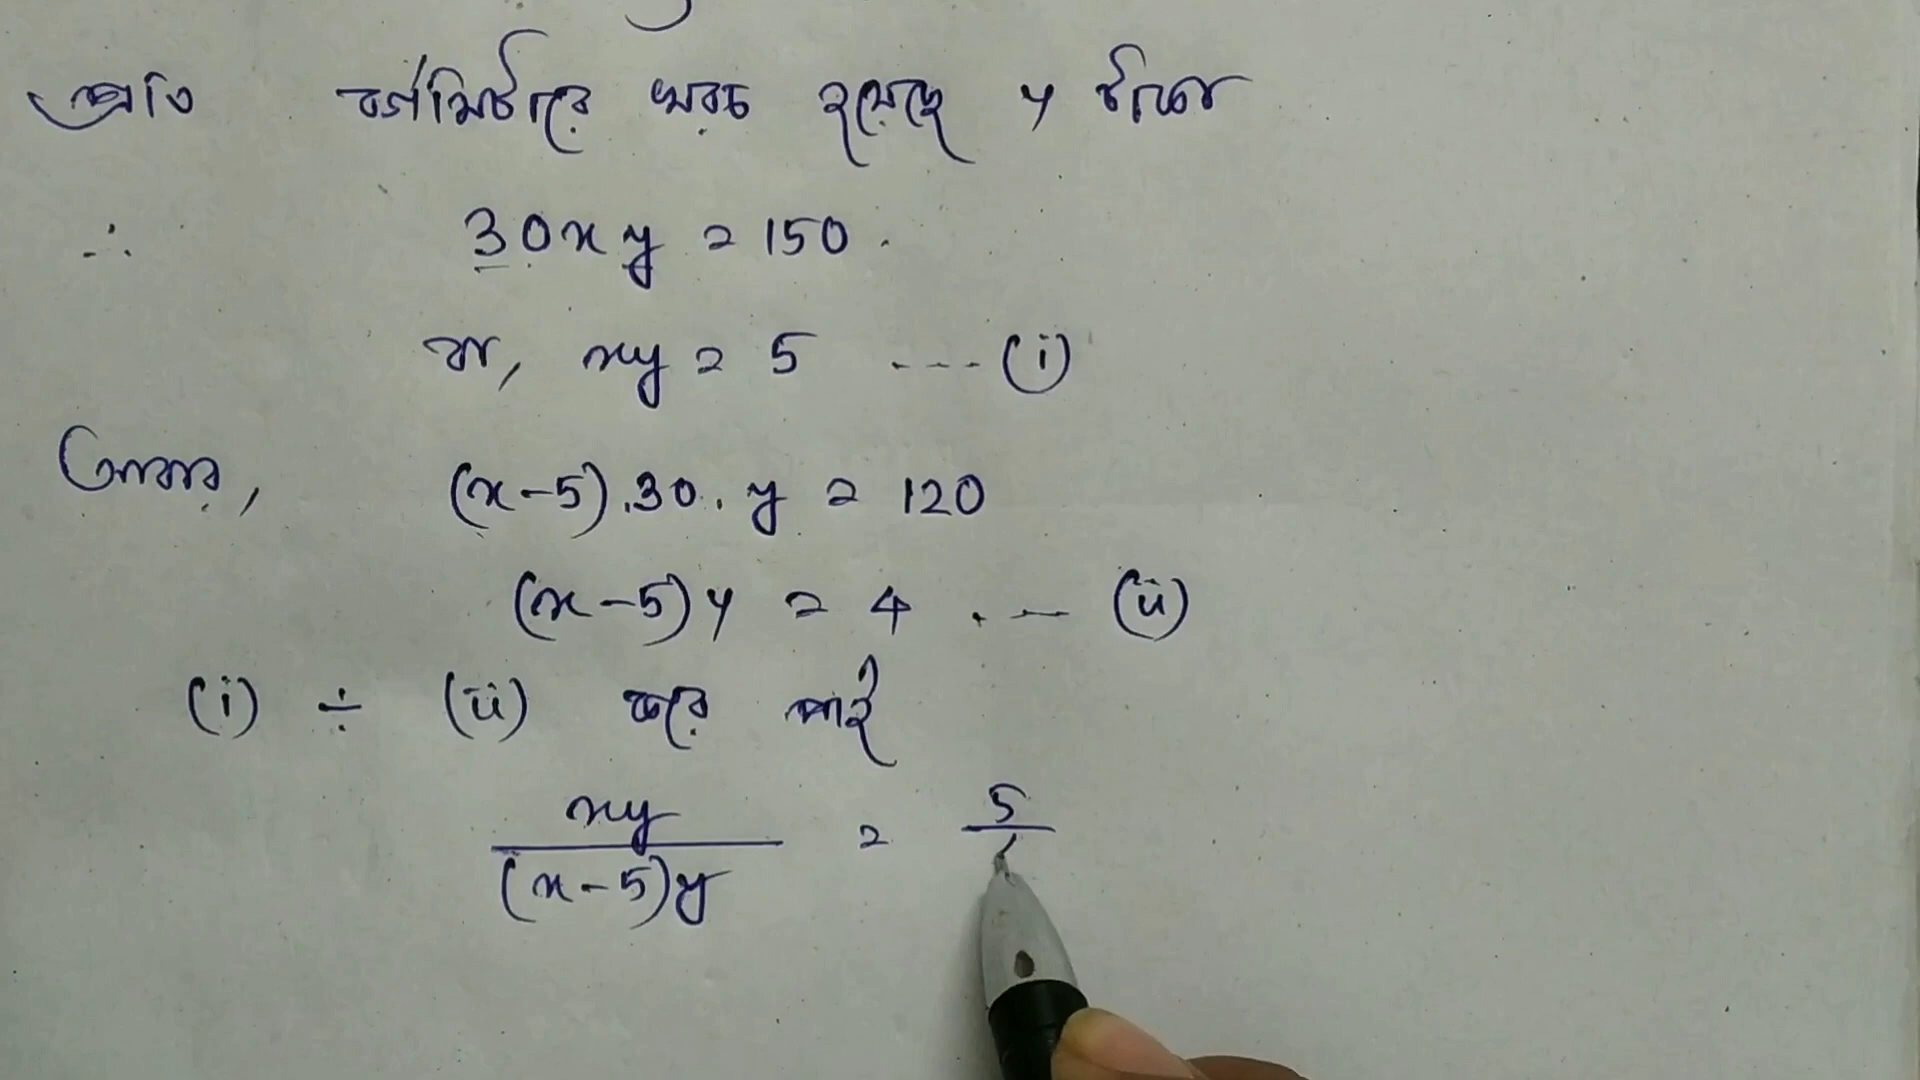 প্রতি বর্গমিটারে খরচ হয়েছে y টাকা
∴ 30xy = 150
বা, xy = 5 --- (i)
আবার, (x-5).30.y = 120
(x-5)y = 4 .- (ii)
(i) ÷ (ii) করে পাই
xy/(x-5)y = 5/